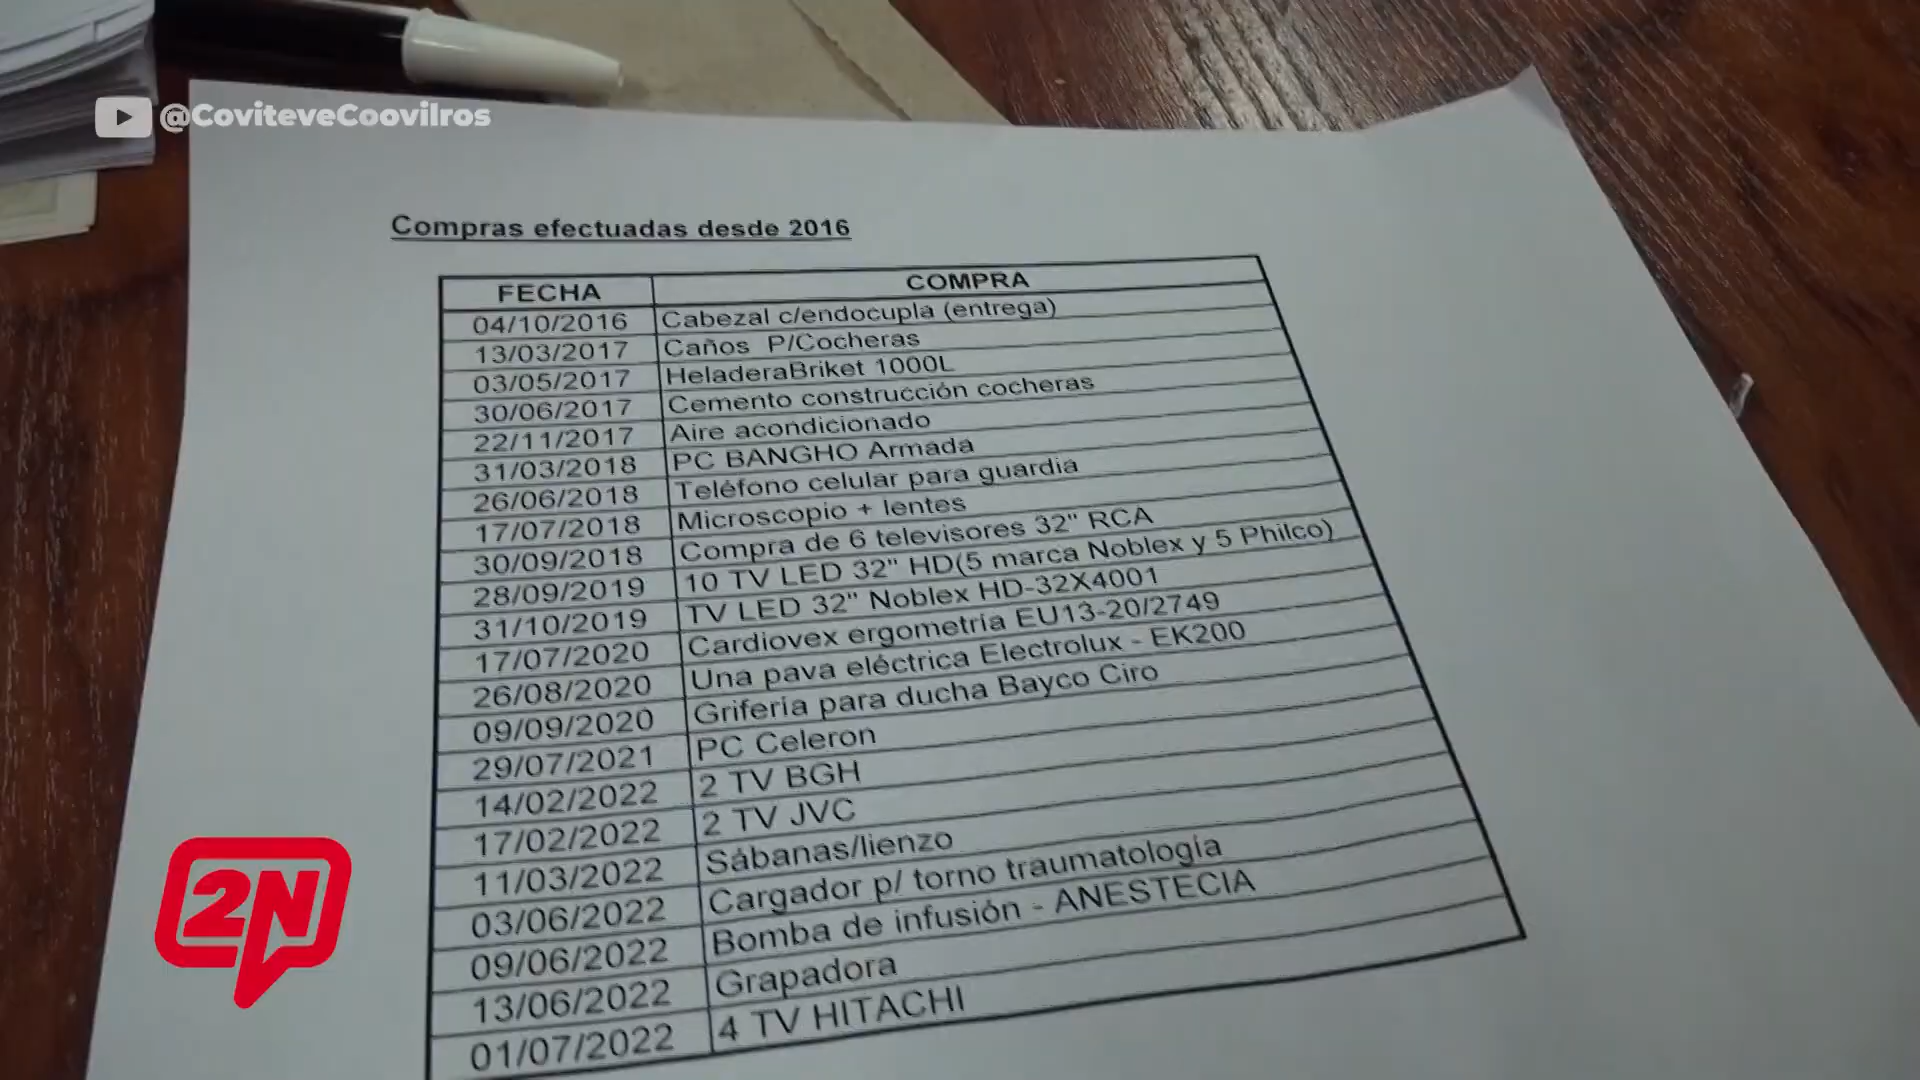 @CoviteveCoovilros
Compras efectuadas desde 2016
FECHA COMPRA
04/10/2016 Cabezal c/endocupla (entrega)
13/03/2017 Caños P/Cocheras
03/05/2017 HeladeraBriket 1000L
30/06/2017 Cemento construcción cocheras
22/11/2017 Aire acondicionado
31/03/2018 PC BANGHO Armada
26/06/2018 Teléfono celular para guardia
17/07/2018 Microscopio + lentes
30/09/2018 Compra de 6 televisores 32" RCA
28/09/2019 10 TV LED 32" HD(5 marca Noblex y 5 Philco)
31/10/2019 TV LED 32" Noblex HD-32X4001
17/07/2020 Cardiovex ergometría EU13-20/2749
26/08/2020 Una pava eléctrica Electrolux - EK200
09/09/2020 Grifería para ducha Bayco Ciro
29/07/2021 PC Celeron
14/02/2022 2 TV BGH
17/02/2022 2 TV JVC
11/03/2022 Sábanas/lienzo
03/06/2022 Cargador p/ torno traumatología
09/06/2022 Bomba de infusión - ANESTECIA
13/06/2022 Grapadora
01/07/2022 4 TV HITACHI
2N